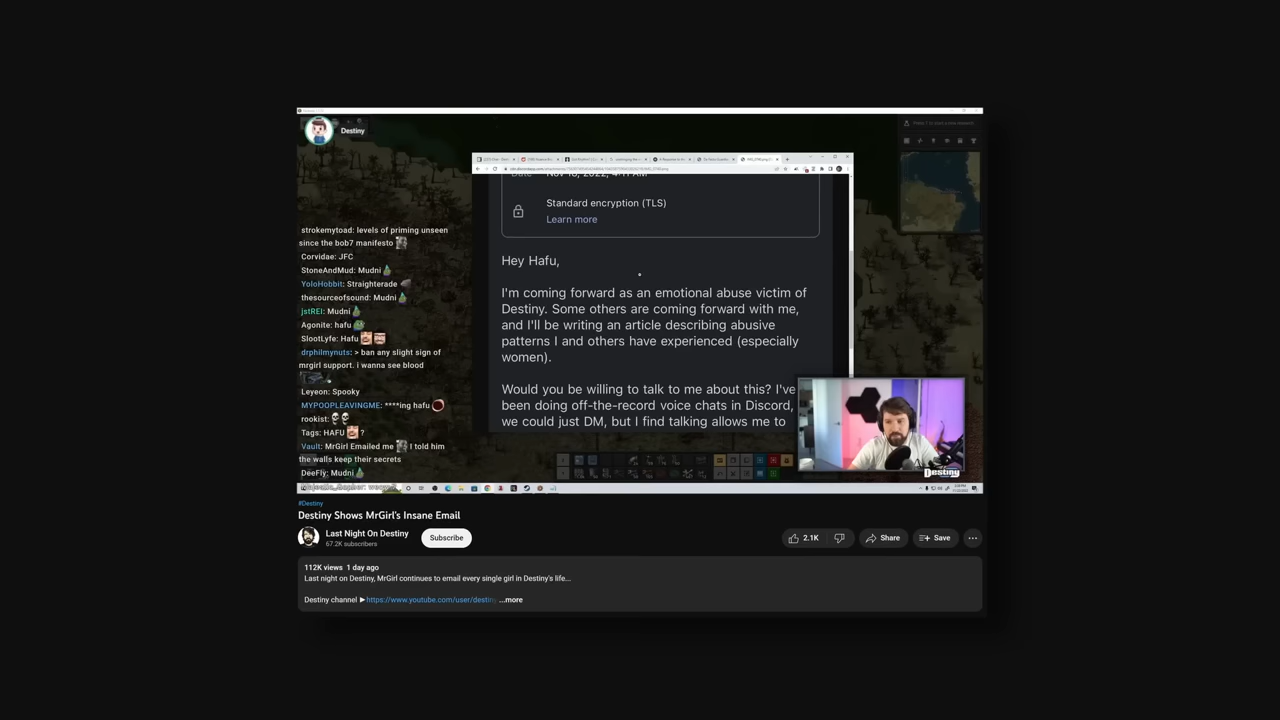 Destiny
Standard encryption (TLS)
Learn more
Hey Hafu,
I'm coming forward as an emotional abuse victim of
Destiny. Some others are coming forward with me,
and I'll be writing an article describing abusive
patterns I and others have experienced (especially
women).
Would you be willing to talk to me about this? I've
been doing off-the-record voice chats in Discord,
we could just DM, but I find talking allows me to
strokemytoad: levels of priming unseen
since the bob7 manifesto
Corvidae: JFC
StoneAndMud: Mudni
YoloHobbit: Straighterade
thesourceofsound: Mudni
jstREI: Mudni
Agonite: hafu
SlootLyfe: Hafu
drphilmynuts: > ban any slight sign of
mrgirl support. i wanna see blood
Leyeon: Spooky
MYPOOPLEAVINGME: ****ing hafu
rookist:
Tags: HAFU ?
Vault: MrGirl Emailed me I told him
the walls keep their secrets
DeeFly: Mudni
Destiny
#Destiny
Destiny Shows MrGirl's Insane Email
Last Night On Destiny
67.2K subscribers
Subscribe
2.1K
Share
Save
112K views 1 day ago
Last night on Destiny, MrGirl continues to email every single girl in Destiny's life...
Destiny channel ►https://www.youtube.com/user/destin ...more